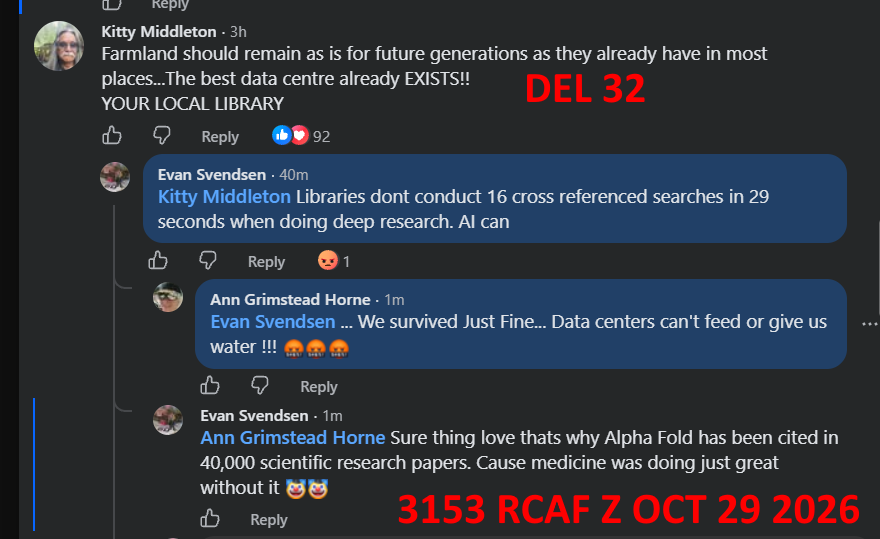 Reply
Kitty Middleton · 3h
Farmland should remain as is for future generations as they already have in most
places...The best data centre already EXISTS!!
YOUR LOCAL LIBRARY
DEL 32
Reply 92
Evan Svendsen · 40m
Kitty Middleton Libraries dont conduct 16 cross referenced searches in 29
seconds when doing deep research. AI can
Reply 1
Ann Grimstead Horne · 1m
Evan Svendsen ... We survived Just Fine... Data centers can't feed or give us
water !!! 🤬🤬🤬
Reply
Evan Svendsen · 1m
Ann Grimstead Horne Sure thing love thats why Alpha Fold has been cited in
40,000 scientific research papers. Cause medicine was doing just great
without it 🤡🤡
3153 RCAF Z OCT 29 2026
Reply